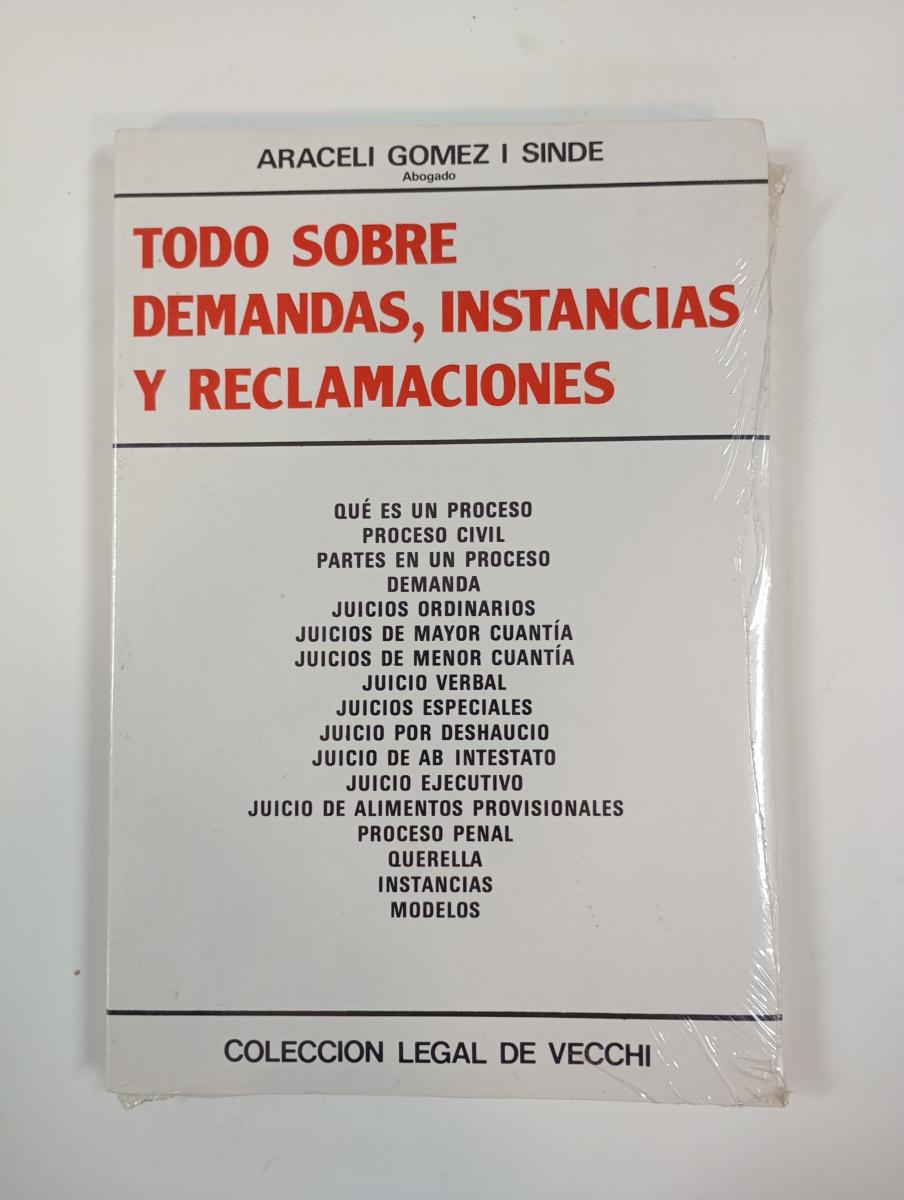 ARACELI GOMEZ I SINDE
Abogado
TODO SOBRE
DEMANDAS, INSTANCIAS
Y RECLAMACIONES
QUÉ ES UN PROCESO
PROCESO CIVIL
PARTES EN UN PROCESO
DEMANDA
JUICIOS ORDINARIOS
JUICIOS DE MAYOR CUANTÍA
JUICIOS DE MENOR CUANTÍA
JUICIO VERBAL
JUICIOS ESPECIALES
JUICIO POR DESHAUCIO
JUICIO DE AB INTESTATO
JUICIO EJECUTIVO
JUICIO DE ALIMENTOS PROVISIONALES
PROCESO PENAL
QUERELLA
INSTANCIAS
MODELOS
COLECCION LEGAL DE VECCHI